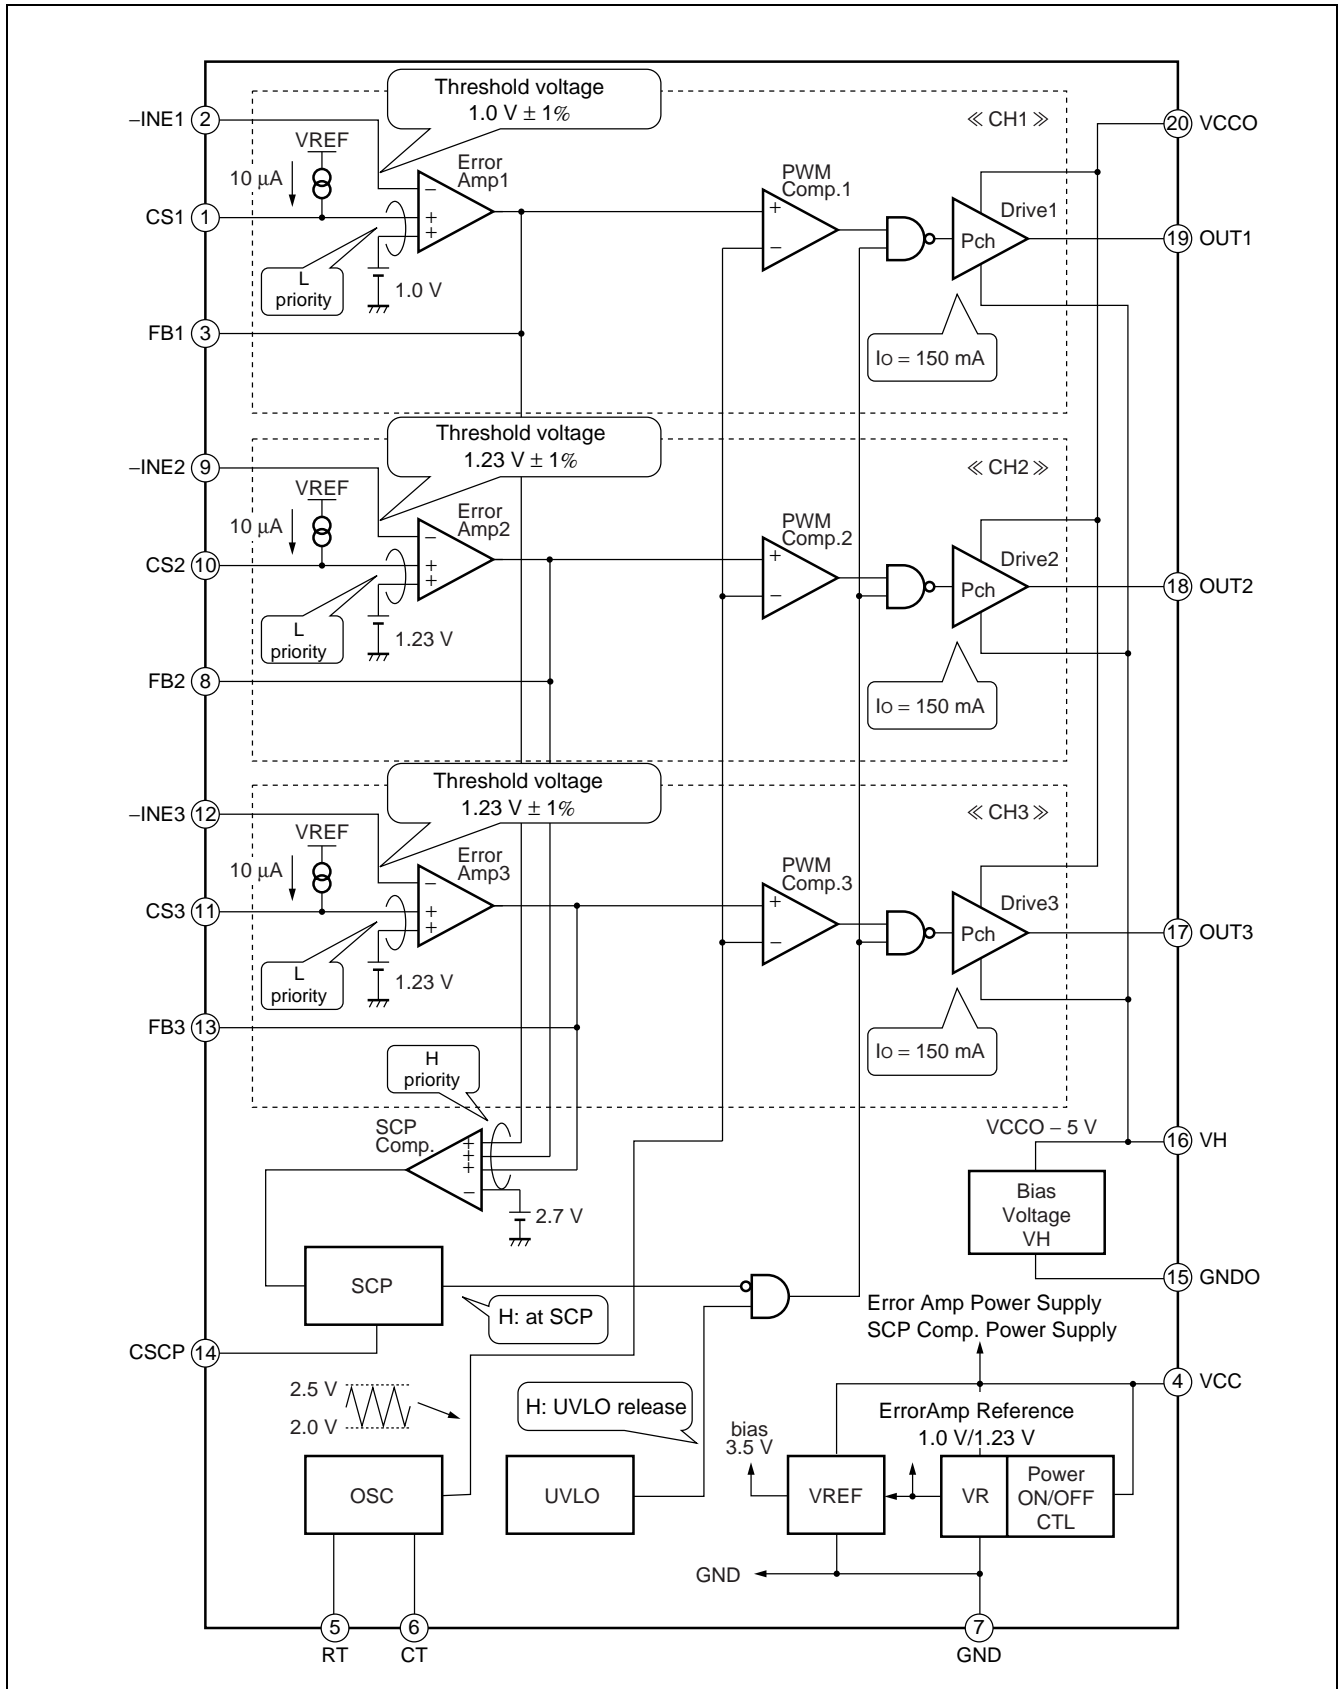 Threshold voltage
1.0 V ± 1%
≪ CH1 ≫
–INE1 2
20 VCCO
VREF
10 µA
Error
Amp1
–
+
+
CS1 1
L
priority
1.0 V
PWM
Comp.1
+
–
Drive1
Pch
19 OUT1
FB1 3
IO = 150 mA
Threshold voltage
1.23 V ± 1%
≪ CH2 ≫
–INE2 9
VREF
10 µA
Error
Amp2
–
+
+
CS2 10
L
priority
1.23 V
PWM
Comp.2
+
–
Drive2
Pch
18 OUT2
FB2 8
IO = 150 mA
Threshold voltage
1.23 V ± 1%
≪ CH3 ≫
–INE3 12
VREF
10 µA
Error
Amp3
–
+
+
CS3 11
L
priority
1.23 V
PWM
Comp.3
+
–
Drive3
Pch
17 OUT3
FB3 13
IO = 150 mA
H
priority
SCP
Comp.
+
+
+
–
2.7 V
VCCO – 5 V
16 VH
Bias
Voltage
VH
15 GNDO
SCP
H: at SCP
Error Amp Power Supply
SCP Comp. Power Supply
CSCP 14
4 VCC
2.5 V
2.0 V
H: UVLO release
ErrorAmp Reference
1.0 V/1.23 V
bias
3.5 V
OSC
UVLO
VREF
VR
Power
ON/OFF
CTL
GND
5
RT
6
CT
7
GND